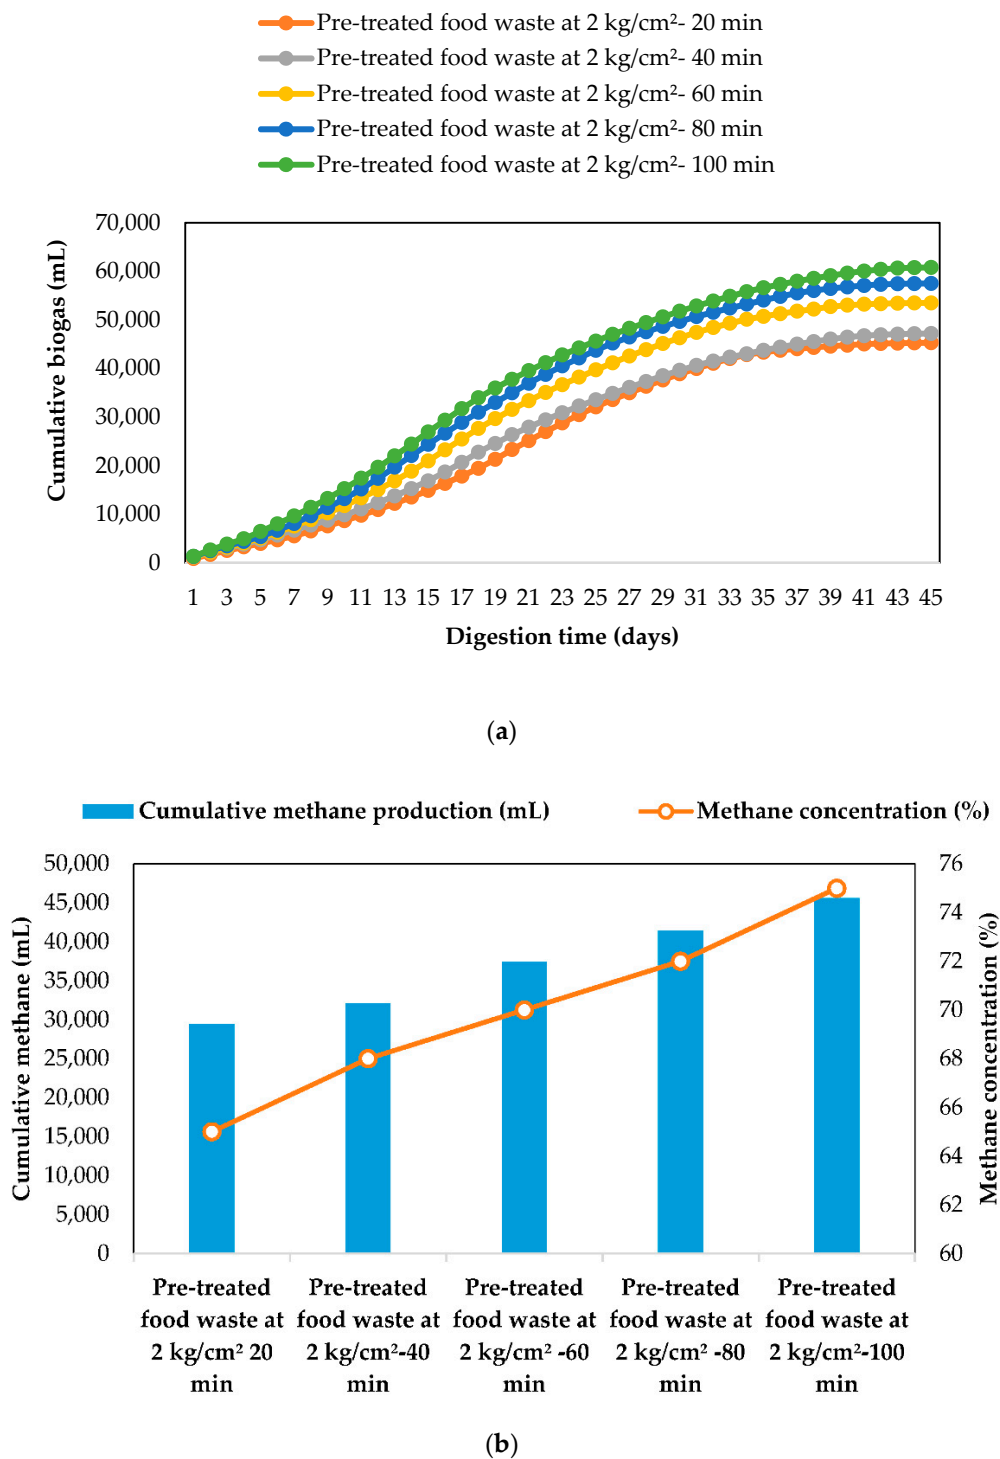 Pre-treated food waste at 2 kg/cm²- 20 min
Pre-treated food waste at 2 kg/cm²- 40 min
Pre-treated food waste at 2 kg/cm²- 60 min
Pre-treated food waste at 2 kg/cm²- 80 min
Pre-treated food waste at 2 kg/cm²- 100 min
Cumulative biogas (mL)
70,000
60,000
50,000
40,000
30,000
20,000
10,000
0
1 3 5 7 9 11 13 15 17 19 21 23 25 27 29 31 33 35 37 39 41 43 45
Digestion time (days)
(a)
Cumulative methane production (mL) Methane concentration (%)
Cumulative methane (mL)
50,000
45,000
40,000
35,000
30,000
25,000
20,000
15,000
10,000
5,000
0
76
74
72
70
68
66
64
62
60
Methane concentration (%)
Pre-treated food waste at 2 kg/cm² 20 min
Pre-treated food waste at 2 kg/cm²-40 min
Pre-treated food waste at 2 kg/cm² -60 min
Pre-treated food waste at 2 kg/cm² -80 min
Pre-treated food waste at 2 kg/cm²-100 min
(b)